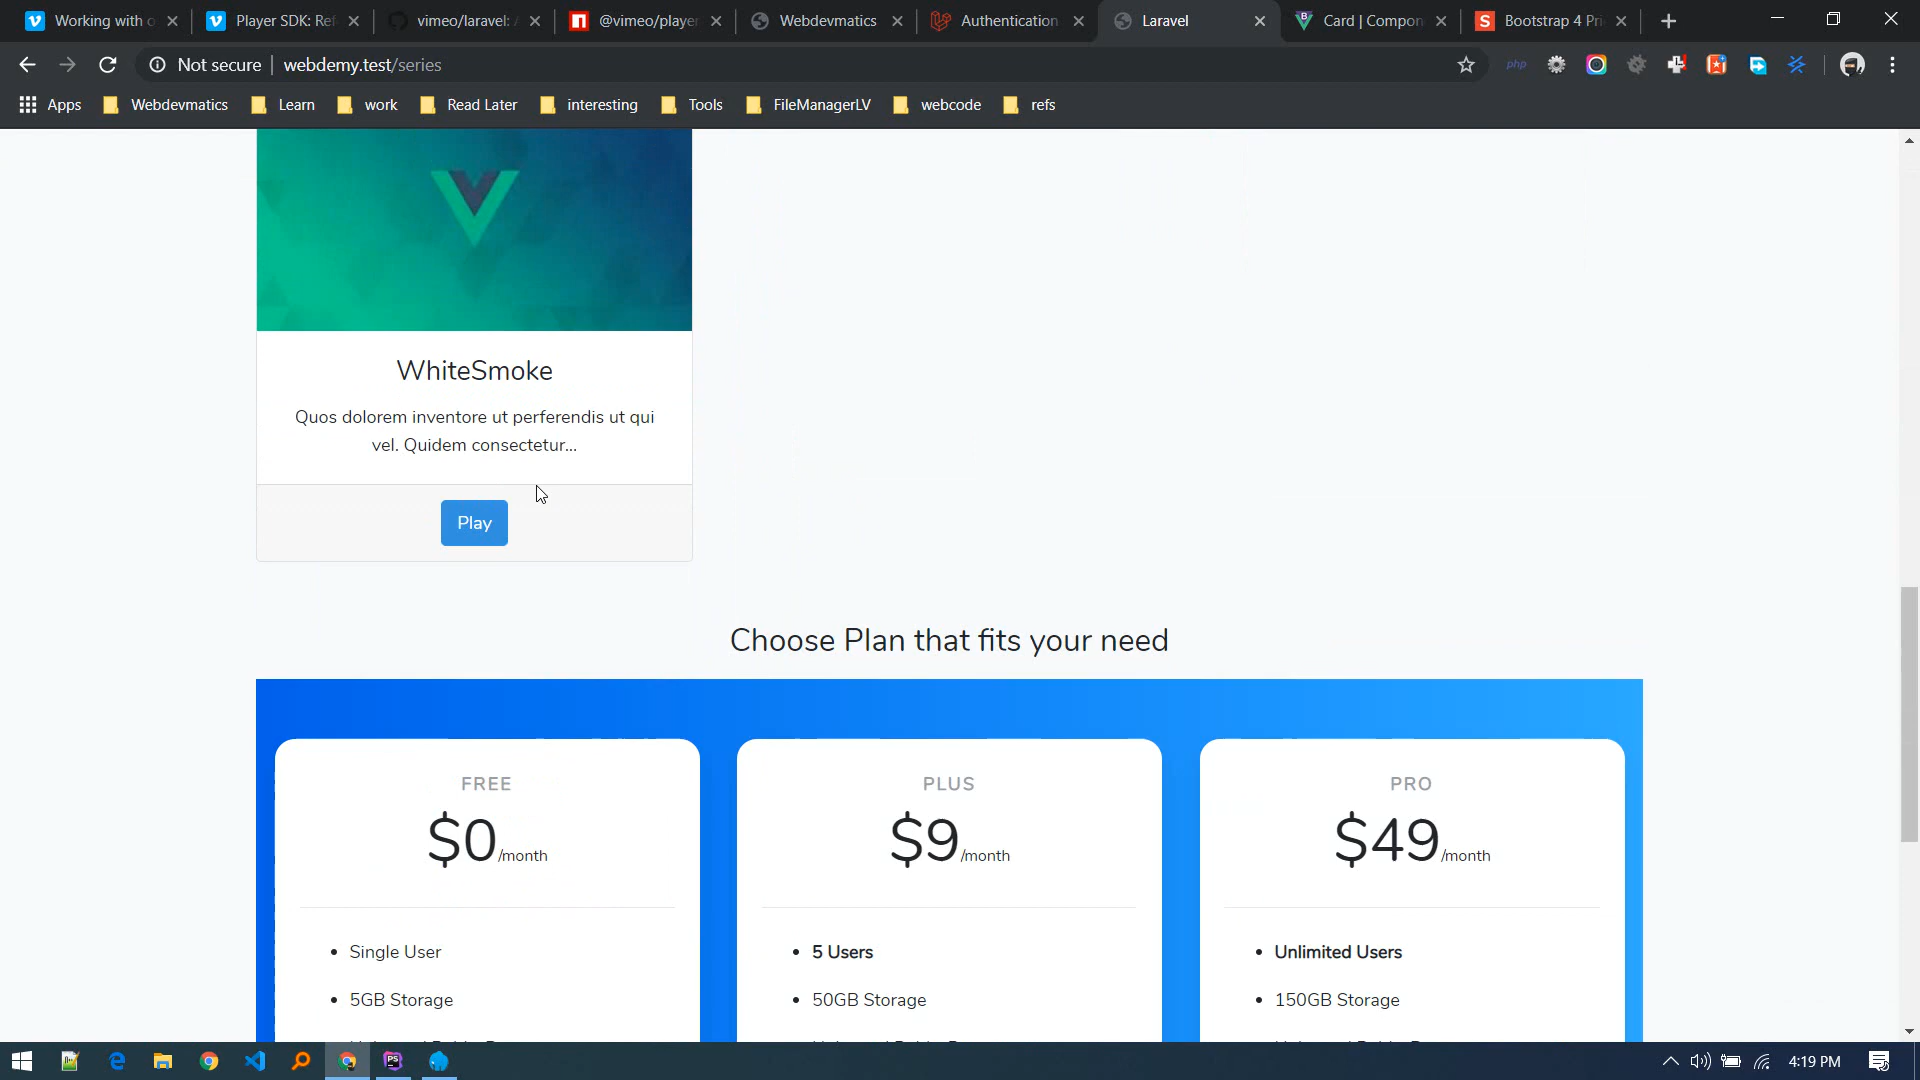 Working with o
Player SDK: Ref
vimeo/laravel: A
@vimeo/player
Webdevmatics
Authentication
Laravel
Card | Compon
Bootstrap 4 Pri
Not secure
webdemy.test/series
php
Apps
Webdevmatics
Learn
work
Read Later
interesting
Tools
FileManagerLV
webcode
refs
WhiteSmoke
Quos dolorem inventore ut perferendis ut qui
vel. Quidem consectetur...
Play
Choose Plan that fits your need
FREE
$0/month
Single User
5GB Storage
PLUS
$9/month
5 Users
50GB Storage
PRO
$49/month
Unlimited Users
150GB Storage
4:19 PM